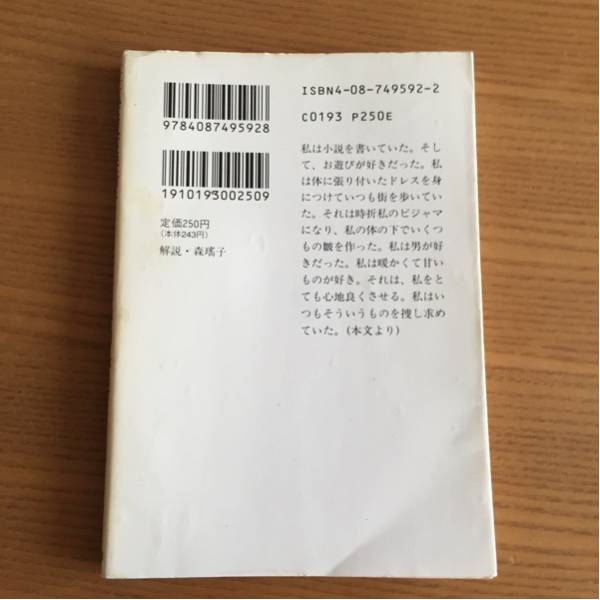 9784087495928
1910193002509
定価250円
(本体243円)
解説・森瑤子
ISBN4-08-749592-2
C0193 P250E
私は小説を書いていた。そし
て、お遊びが好きだった。私
は体に張り付いたドレスを身
につけていつも街を歩いてい
た。それは時折私のピジャマ
になり、私の体の下でいくつ
もの皺を作った。私は男が好
きだった。私は暖かくて甘い
ものが好き。それは、私をと
ても心地良くさせる。私はい
つもそういうものを捜し求め
ていた。(本文より)